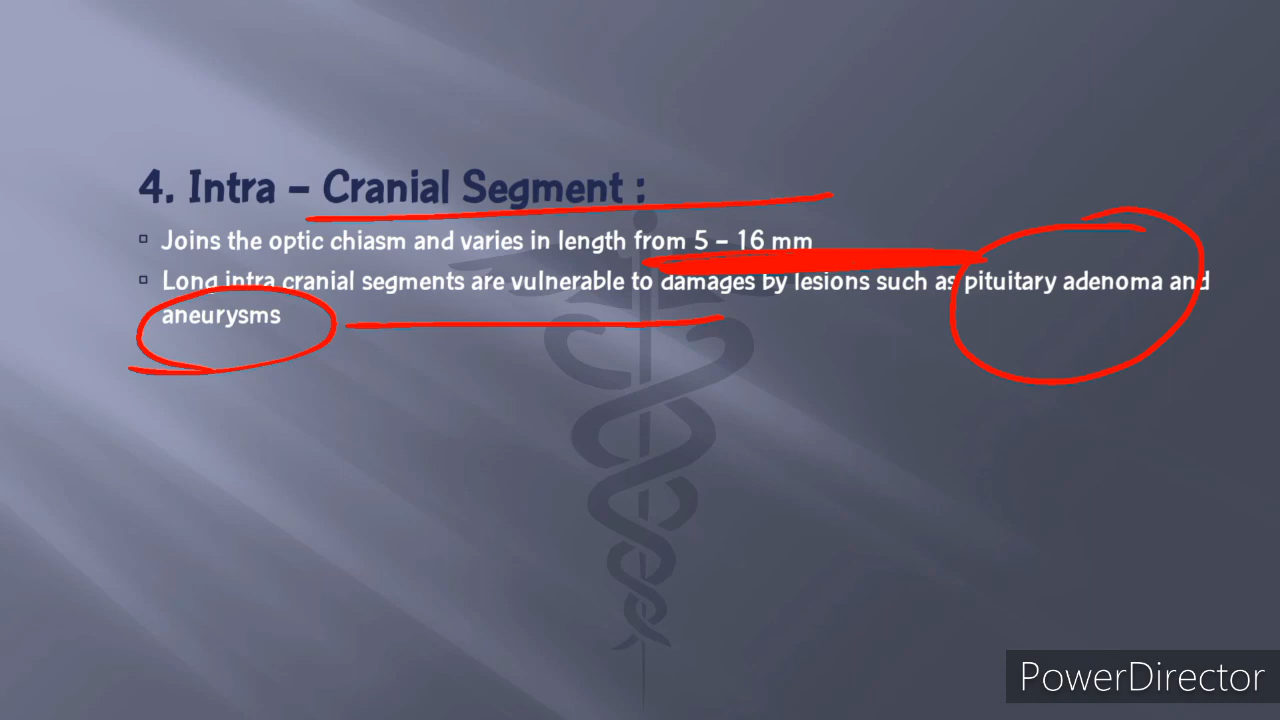 4. Intra – Cranial Segment :
Joins the optic chiasm and varies in length from 5 – 16 mm
Long intra cranial segments are vulnerable to damages by lesions such as pituitary adenoma and
aneurysms
PowerDirector